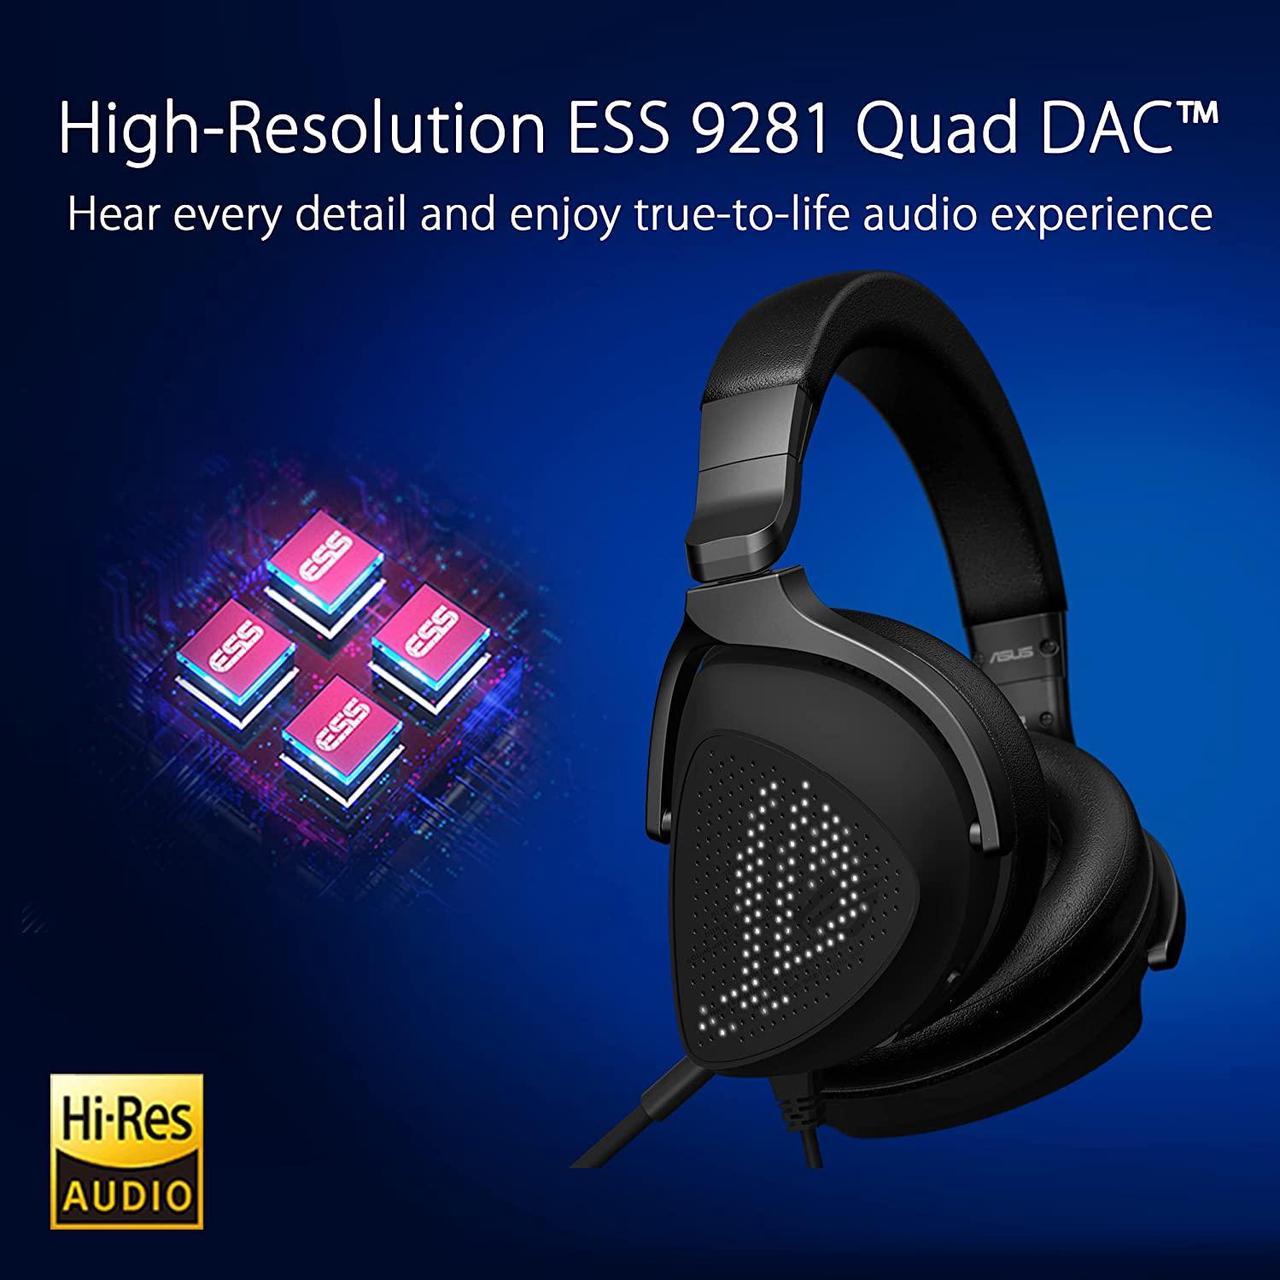 High-Resolution ESS 9281 Quad DAC™
Hear every detail and enjoy true-to-life audio experience
ESS
ESS
ESS
ESS
ASUS
Hi-Res
AUDIO